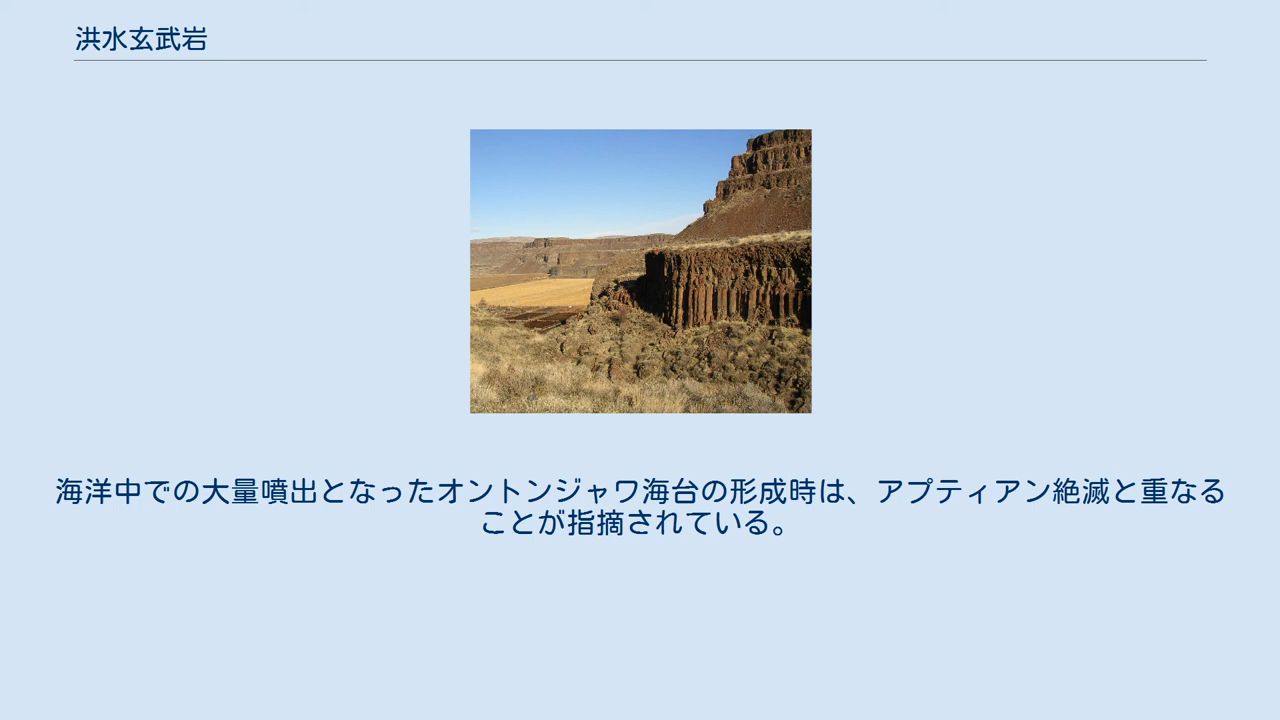 洪水玄武岩
海洋中での大量噴出となったオントンジャワ海台の形成時は、アプティアン絶滅と重なる
ことが指摘されている。